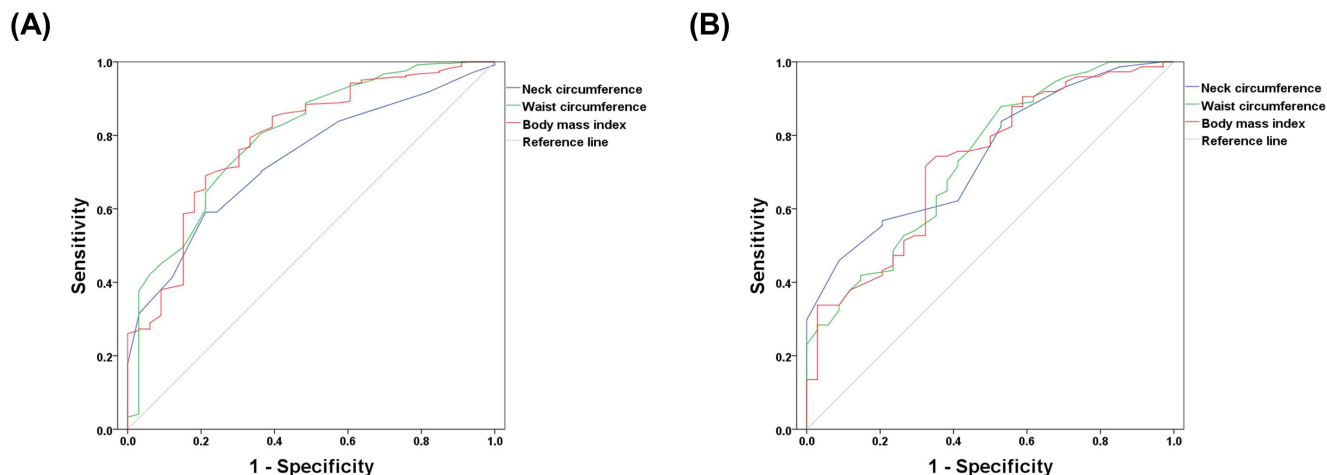 (A)
(B)
1.0
0.8
0.6
0.4
0.2
0.0
Sensitivity
0.0 0.2 0.4 0.6 0.8 1.0
1 - Specificity
Neck circumference
Waist circumference
Body mass index
Reference line
1.0
0.8
0.6
0.4
0.2
0.0
Sensitivity
0.0 0.2 0.4 0.6 0.8 1.0
1 - Specificity
Neck circumference
Waist circumference
Body mass index
Reference line